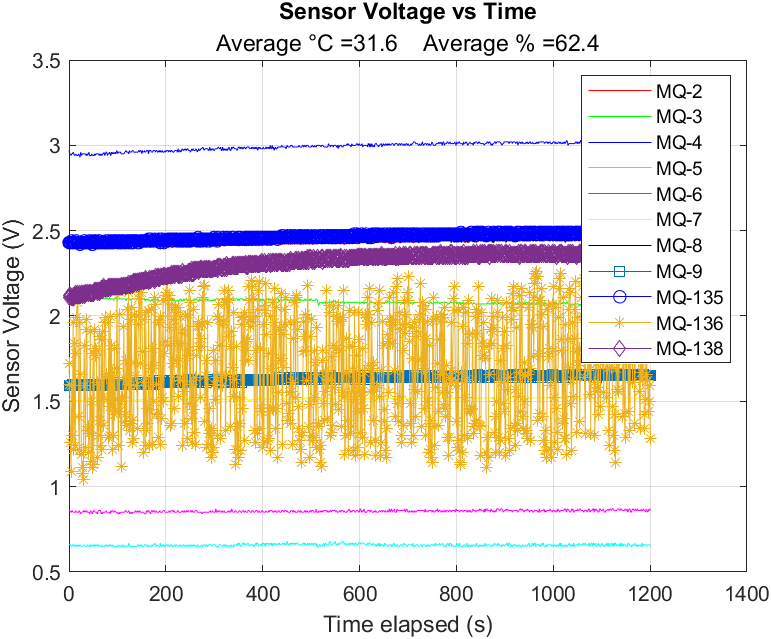 Sensor Voltage vs Time
Average °C =31.6 Average % =62.4
3.5
3
2.5
2
1.5
1
0.5
Sensor Voltage (V)
MQ-2
MQ-3
MQ-4
MQ-5
MQ-6
MQ-7
MQ-8
MQ-9
MQ-135
MQ-136
MQ-138
0 200 400 600 800 1000 1200 1400
Time elapsed (s)